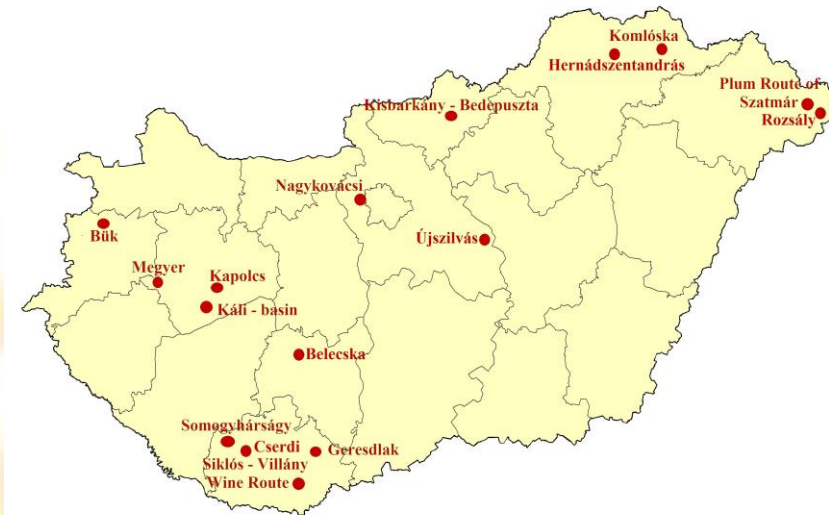 Komlóska
Hernádszentandrás
Plum Route of
Szatmár
Rozsály
Kisbarkány - Bedepuszta
Nagykovácsi
Újszilvás
Bük
Megyer
Kapolcs
Káli - basin
Belecska
Somogyhárságy
Cserdi
Geresdlak
Siklós - Villány
Wine Route